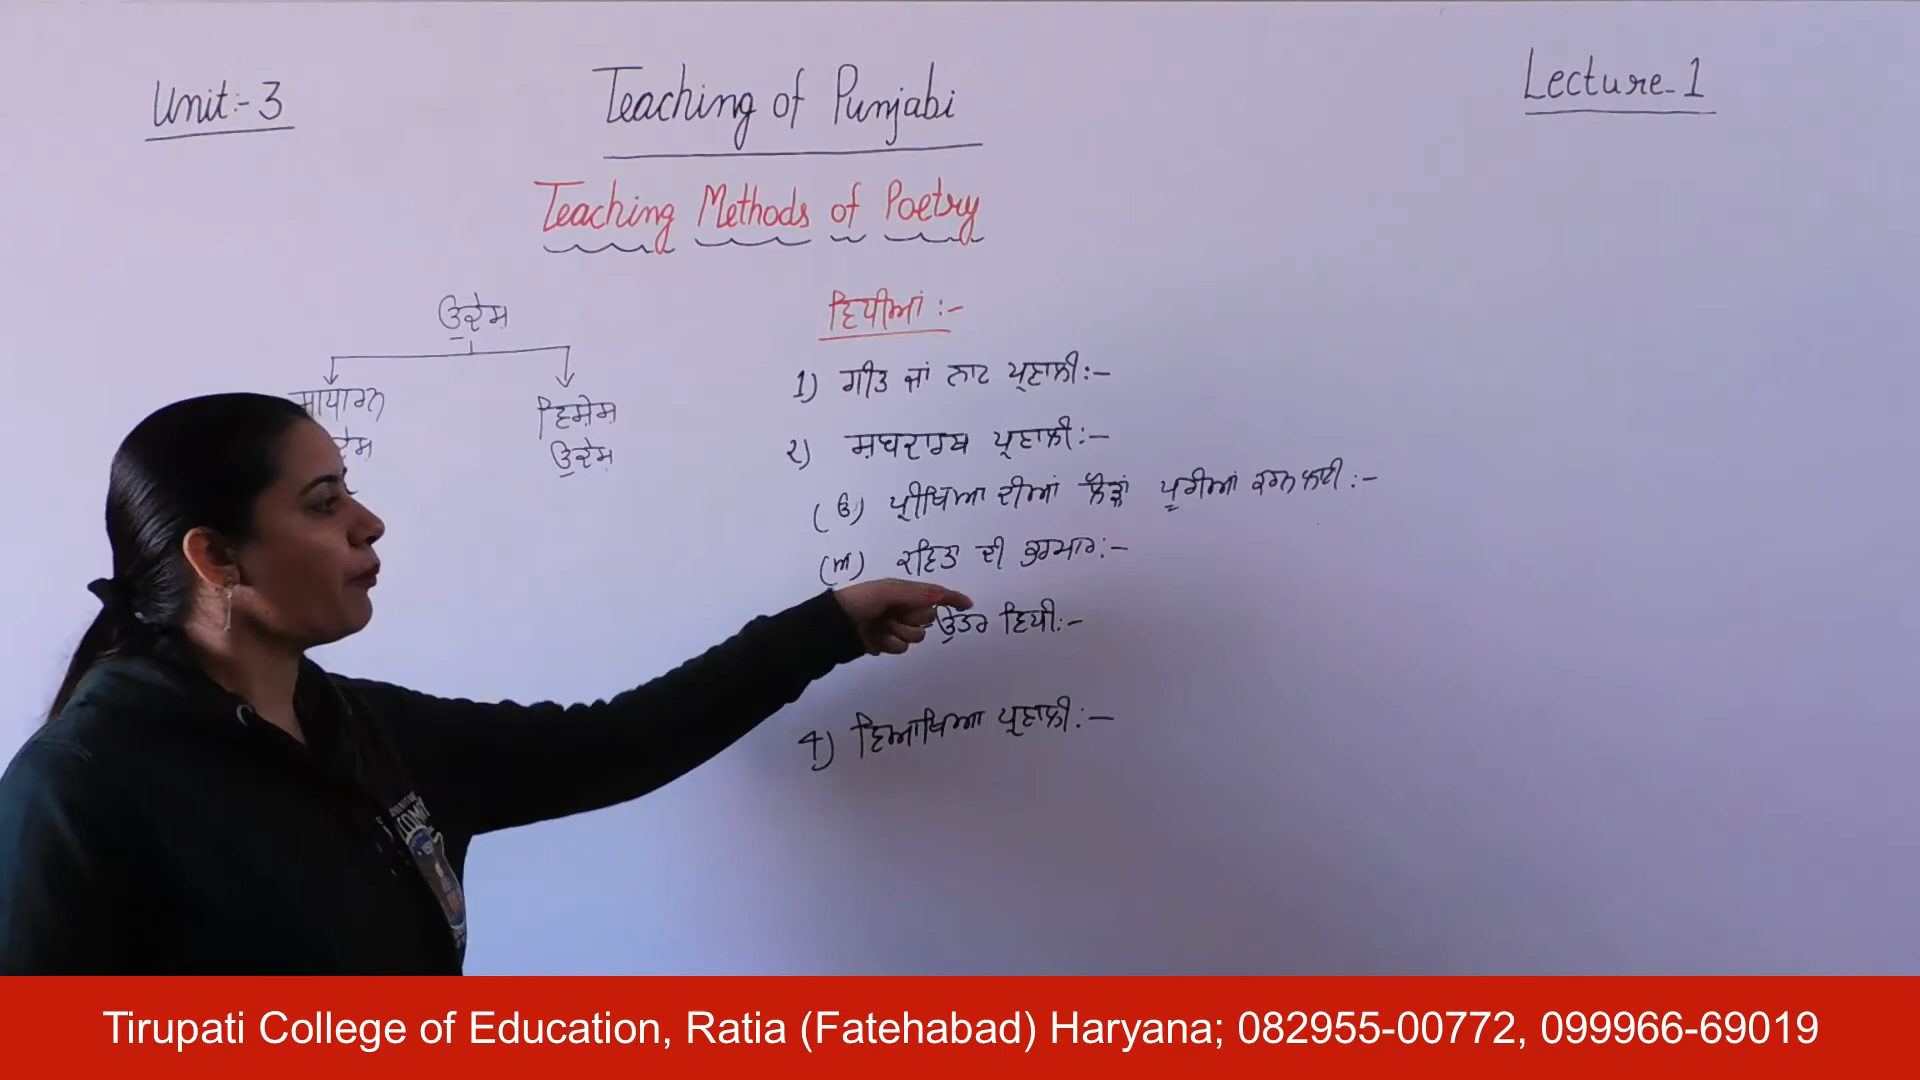 Unit:- 3
Teaching of Punjabi
Lecture-1
Teaching Methods of Poetry
ਉਦੇਸ਼
ਸਾਧਾਰਨ
ਦੇਸ਼
ਵਿਸ਼ੇਸ਼
ਉਦੇਸ਼
ਵਿਧੀਆਂ :-
1) ਗੀਤ ਜਾਂ ਨਾਟ ਪ੍ਰਣਾਲੀ:-
2) ਸ਼ਬਦਾਰਥ ਪ੍ਰਣਾਲੀ:-
(ੳ) ਪ੍ਰੀਖਿਆ ਦੀਆਂ ਲੋੜਾਂ ਪੂਰੀਆਂ ਕਰਨ ਲਈ:-
(ਅ) ਦੀ ਭਰਮਾਰ:-
-ਉੱਤਰ ਵਿਧੀ:-
4) ਵਿਆਖਿਆ ਪ੍ਰਣਾਲੀ:-
Tirupati College of Education, Ratia (Fatehabad) Haryana; 082955-00772, 099966-69019